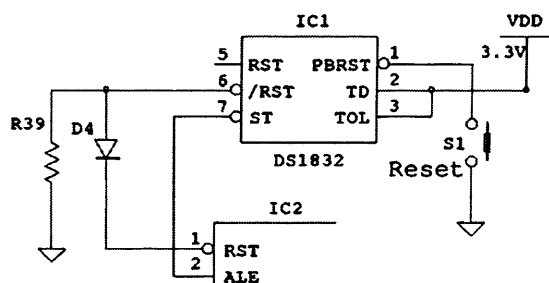 IC1
VDD
3.3V
5 RST PBRST 1
6 /RST TD 2
7 ST TOL 3
R39
D4
S1
DS1832
Reset
IC2
1 RST
2 ALE